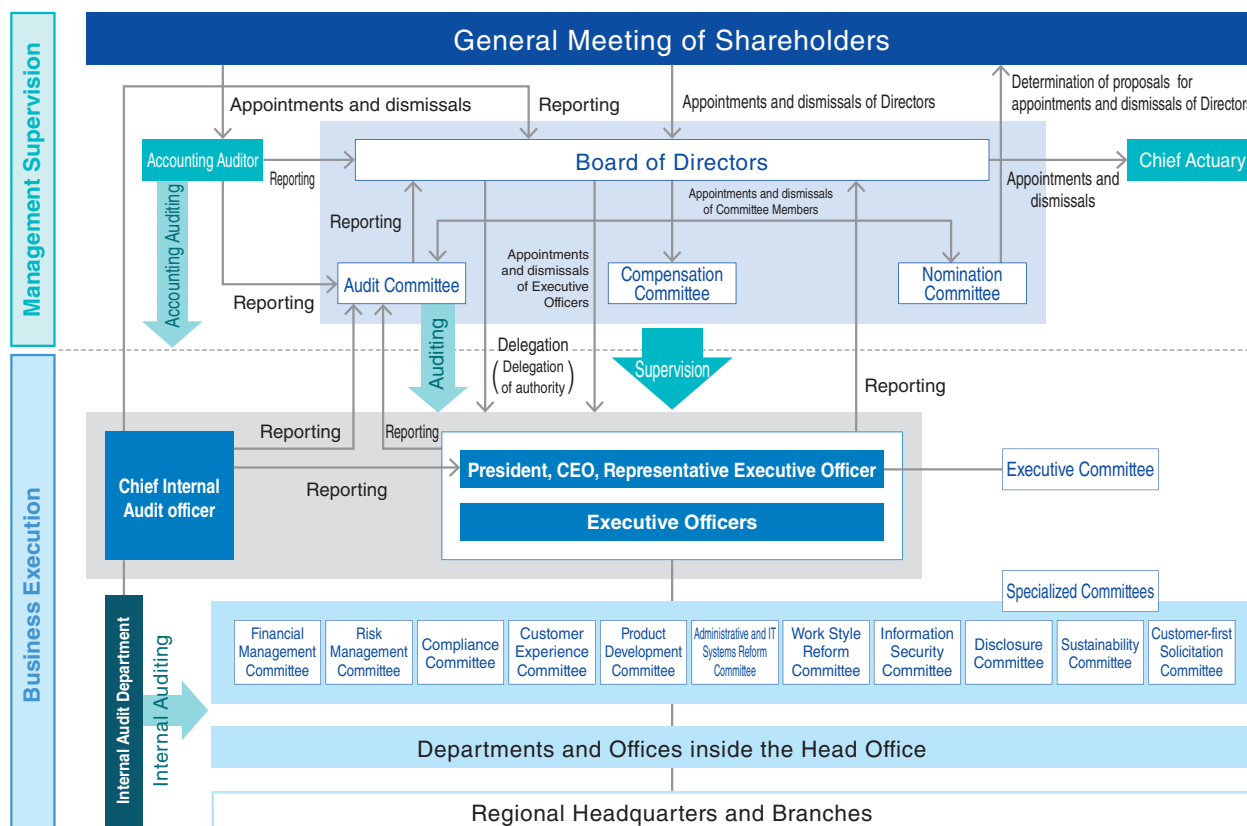 Management Supervision
General Meeting of Shareholders
Appointments and dismissals
Reporting
Appointments and dismissals of Directors
Determination of proposals for
appointments and dismissals of Directors
Accounting Auditor
Reporting
Board of Directors
Chief Actuary
Appointments and
dismissals
Accounting Auditing
Reporting
Appointments and dismissals
of Committee Members
Reporting
Audit Committee
Appointments
and dismissals
of Executive
Officers
Compensation
Committee
Nomination
Committee
Auditing
Delegation
(Delegation
of authority)
Supervision
Reporting
Business Execution
Chief Internal
Audit officer
Reporting
Reporting
Reporting
President, CEO, Representative Executive Officer
Executive Officers
Executive Committee
Specialized Committees
Internal Audit Department
Internal Auditing
Financial
Management
Committee
Risk
Management
Committee
Compliance
Committee
Customer
Experience
Committee
Product
Development
Committee
Administrative and IT
Systems Reform
Committee
Work Style
Reform
Committee
Information
Security
Committee
Disclosure
Committee
Sustainability
Committee
Customer-first
Solicitation
Committee
Departments and Offices inside the Head Office
Regional Headquarters and Branches